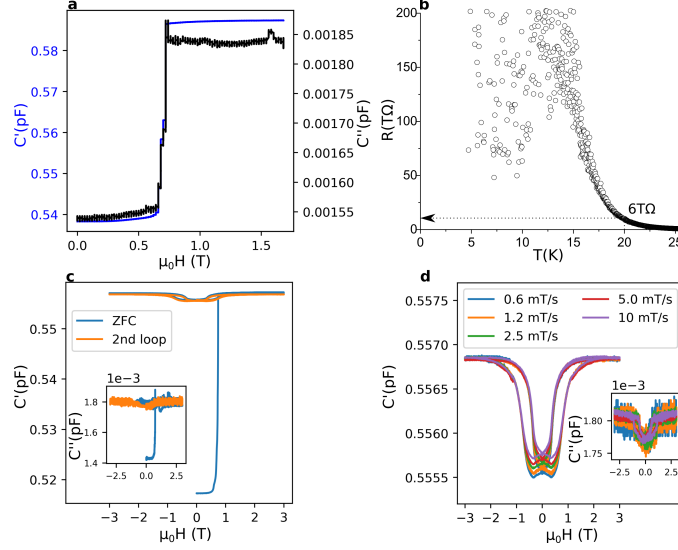 a
0.58
0.57
0.56
0.55
0.54
C'(pF)
0.00185
0.00180
0.00170
0.00165
0.00160
0.00155
C''(pF)
0.0
0.5
1.0
1.5
μ0H (T)
b
200
150
100
50
0
R(TΩ)
6TΩ
0
5
10
15
20
25
T(K)
c
0.55
0.54
0.53
0.52
C'(pF)
ZFC
2nd loop
1e−3
1.8
1.6
1.4
C''(pF)
−2.5
0.0
2.5
−3
−2
−1
0
1
2
3
μ0H (T)
d
0.5575
0.5570
0.5565
0.5560
0.5555
C'(pF)
0.6 mT/s
1.2 mT/s
2.5 mT/s
5.0 mT/s
10 mT/s
1e−3
1.80
1.75
C''(pF)
−2.5
0.0
2.5
−3
−2
−1
0
1
2
3
μ0H (T)